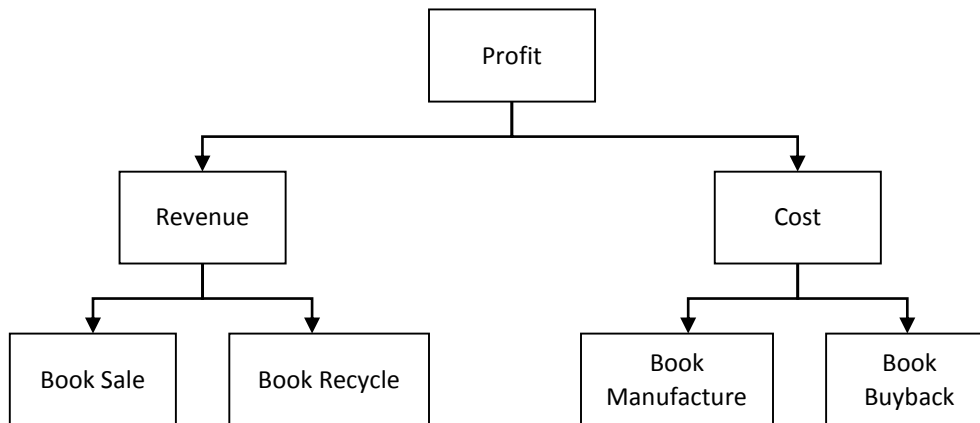 Profit
Revenue
Cost
Book Sale
Book Recycle
Book
Manufacture
Book
Buyback